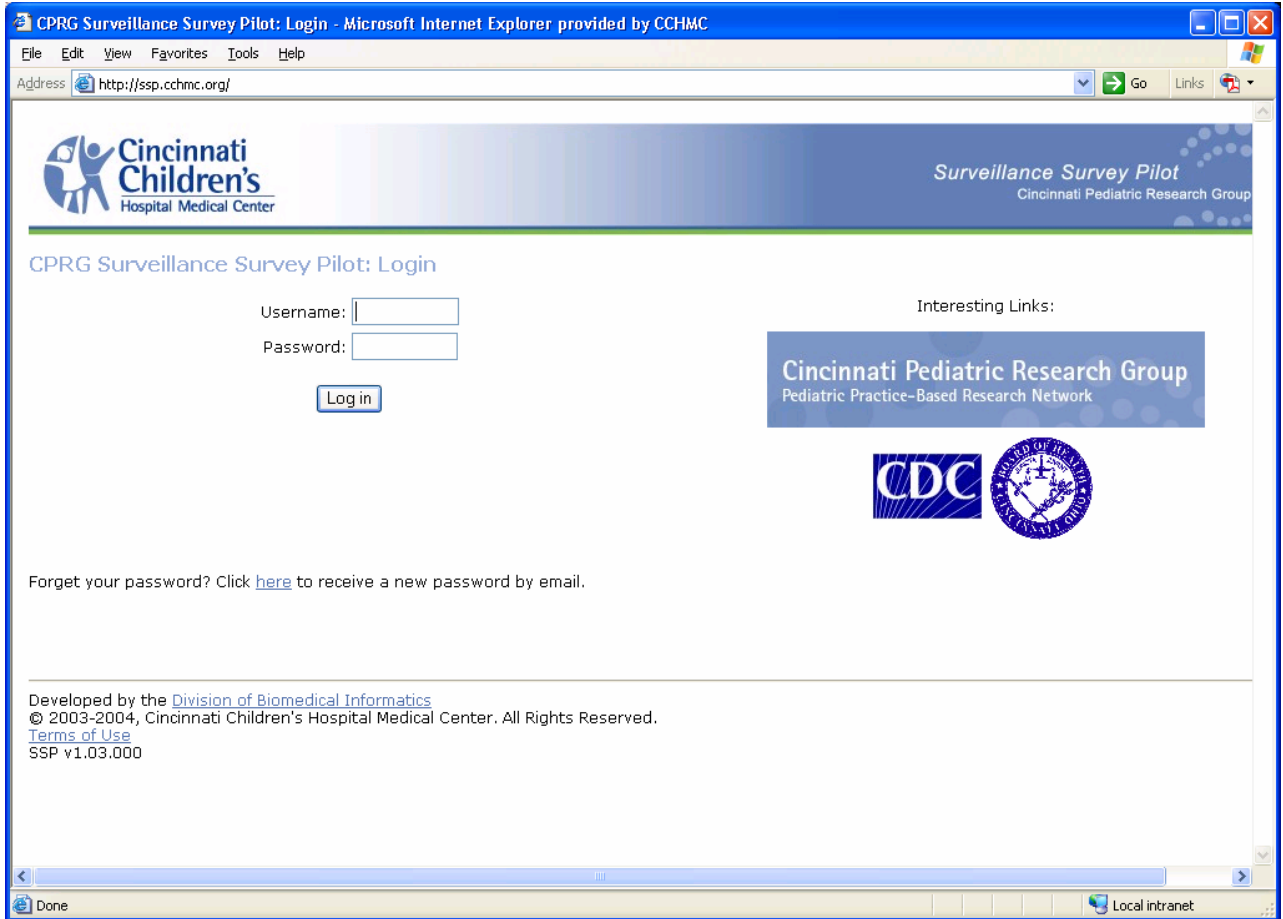 CPRG Surveillance Survey Pilot: Login - Microsoft Internet Explorer provided by CCHMC
File Edit View Favorites Tools Help
Address http://ssp.cchmc.org/ Go Links
Cincinnati
Children's
Hospital Medical Center
Surveillance Survey Pilot
Cincinnati Pediatric Research Group
CPRG Surveillance Survey Pilot: Login
Username:
Password:
Log in
Interesting Links:
Cincinnati Pediatric Research Group
Pediatric Practice-Based Research Network
CDC
BOARD OF HEALTH
CINCINNATI OHIO
Forget your password? Click here to receive a new password by email.
Developed by the Division of Biomedical Informatics
© 2003-2004, Cincinnati Children's Hospital Medical Center. All Rights Reserved.
Terms of Use
SSP v1.03.000
Done
Local intranet